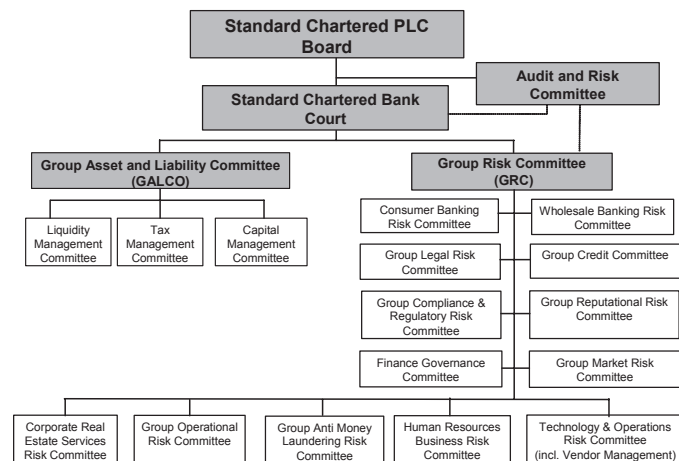 Standard Chartered PLC
Board
Audit and Risk
Committee
Standard Chartered Bank
Court
Group Asset and Liability Committee
(GALCO)
Group Risk Committee
(GRC)
Liquidity
Management
Committee
Tax
Management
Committee
Capital
Management
Committee
Consumer Banking
Risk Committee
Wholesale Banking Risk
Committee
Group Legal Risk
Committee
Group Credit Committee
Group Compliance &
Regulatory Risk
Committee
Group Reputational Risk
Committee
Finance Governance
Committee
Group Market Risk
Committee
Corporate Real
Estate Services
Risk Committee
Group Operational
Risk Committee
Group Anti Money
Laundering Risk
Committee
Human Resources
Business Risk
Committee
Technology & Operations
Risk Committee
(incl. Vendor Management)